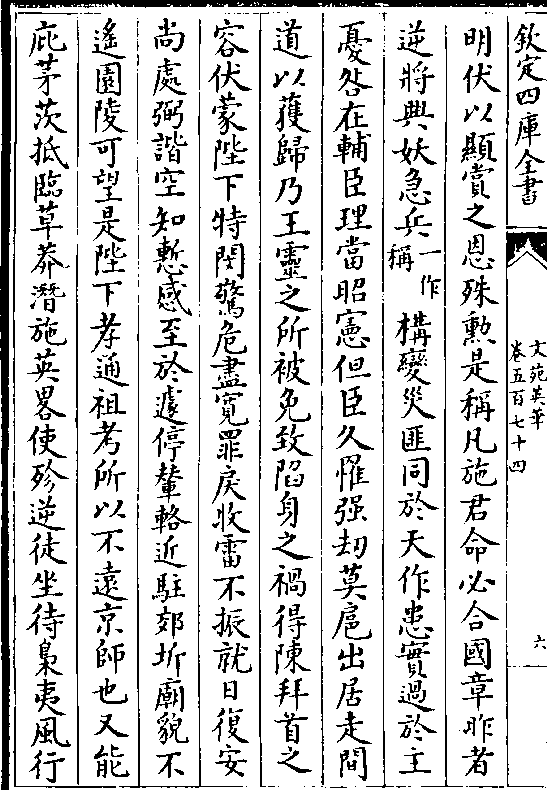 欽定四庫全書
文苑英華
卷五百七十四
六
明伏以顯賞之恩殊勲是稱凡施君命必合國章昨者
逆將興妖急兵一作稱構變災匪同於天作患實過於主
憂咎在輔臣理當昭憲但臣久罹强刼莫扈出居走間
道以獲歸乃王靈之所被免致陷身之禍得陳拜首之
容伏蒙陛下特閔驚危盡寛罪戾收雷不振就日復安
尚處弼諧空知慙感至於遽停輦輅近駐郊圻廟貌不
遙園陵可望是陛下孝通祖考所以不遠京師也又能
庇茅茨抵臨草莽潛施英畧使殄逆徒坐待梟夷風行